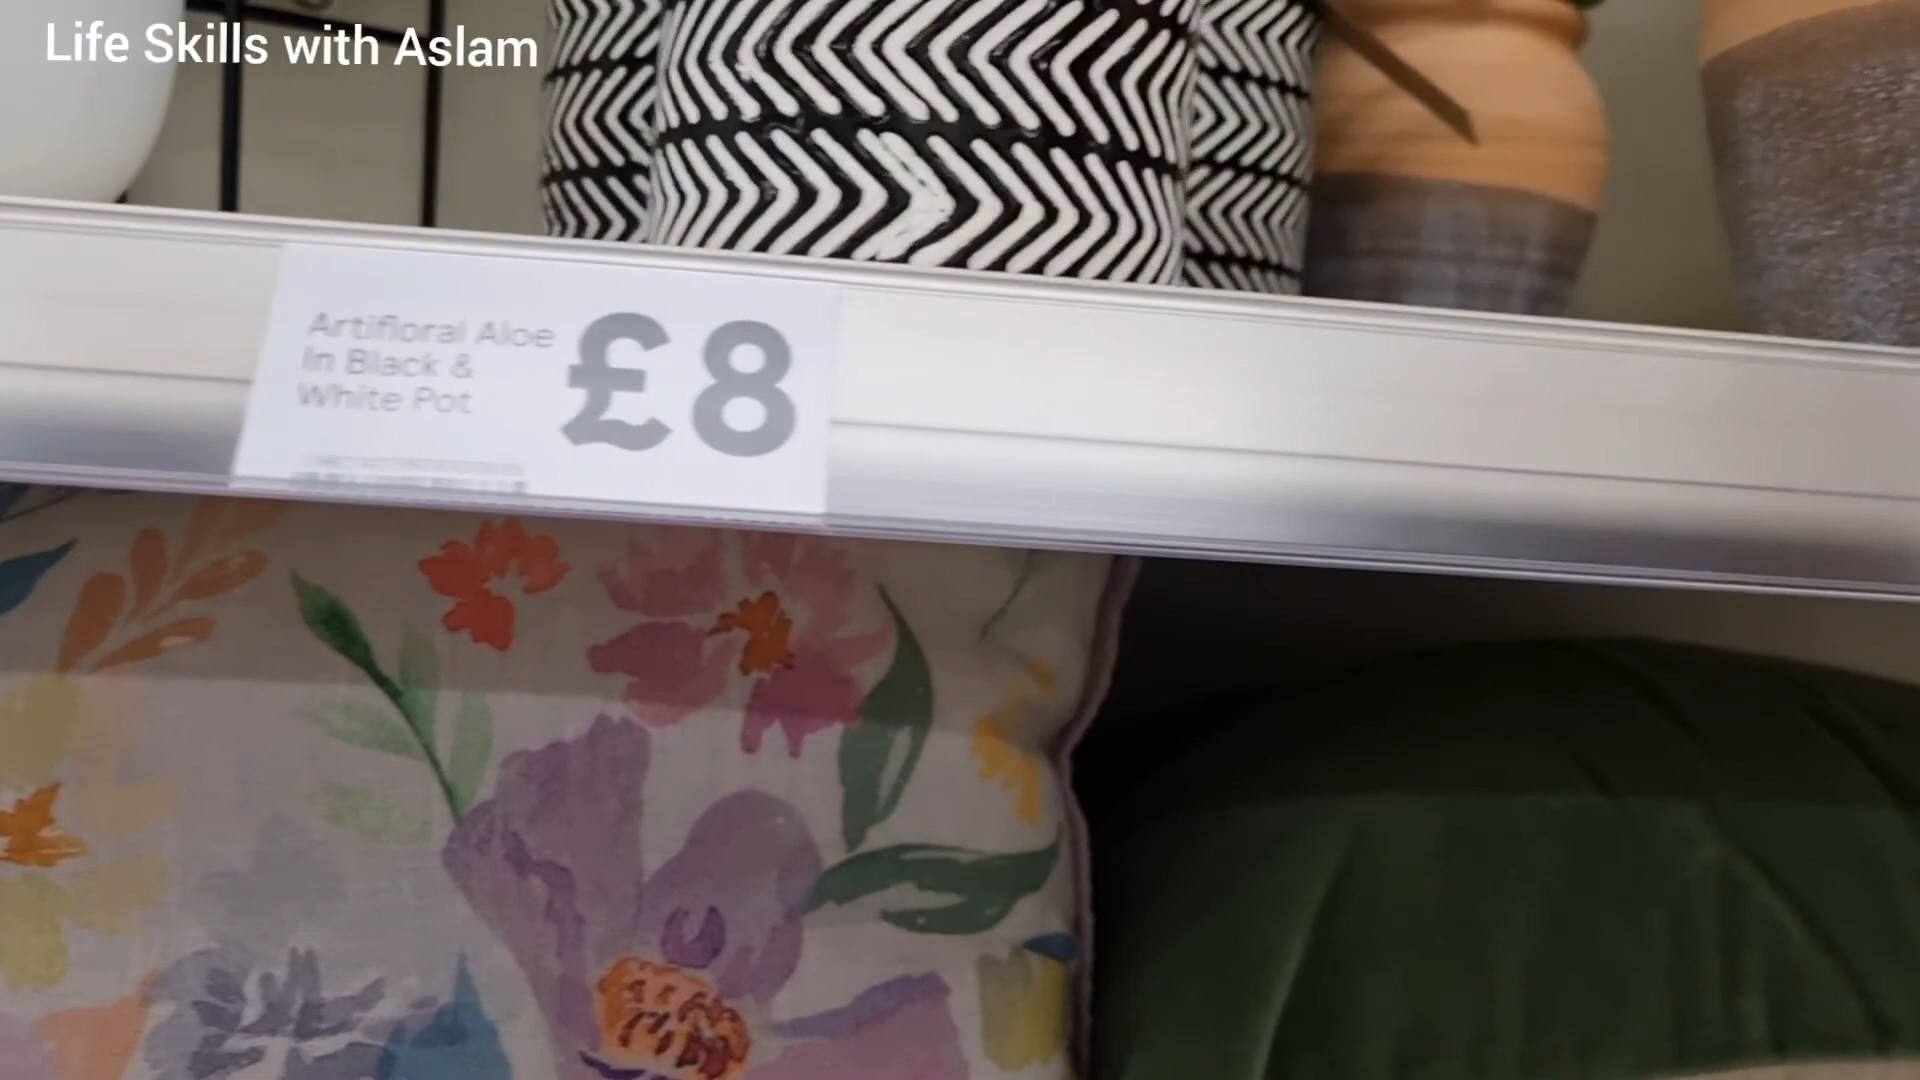 Life Skills with Aslam
Artifloral Aloe
In Black &
White Pot
£8